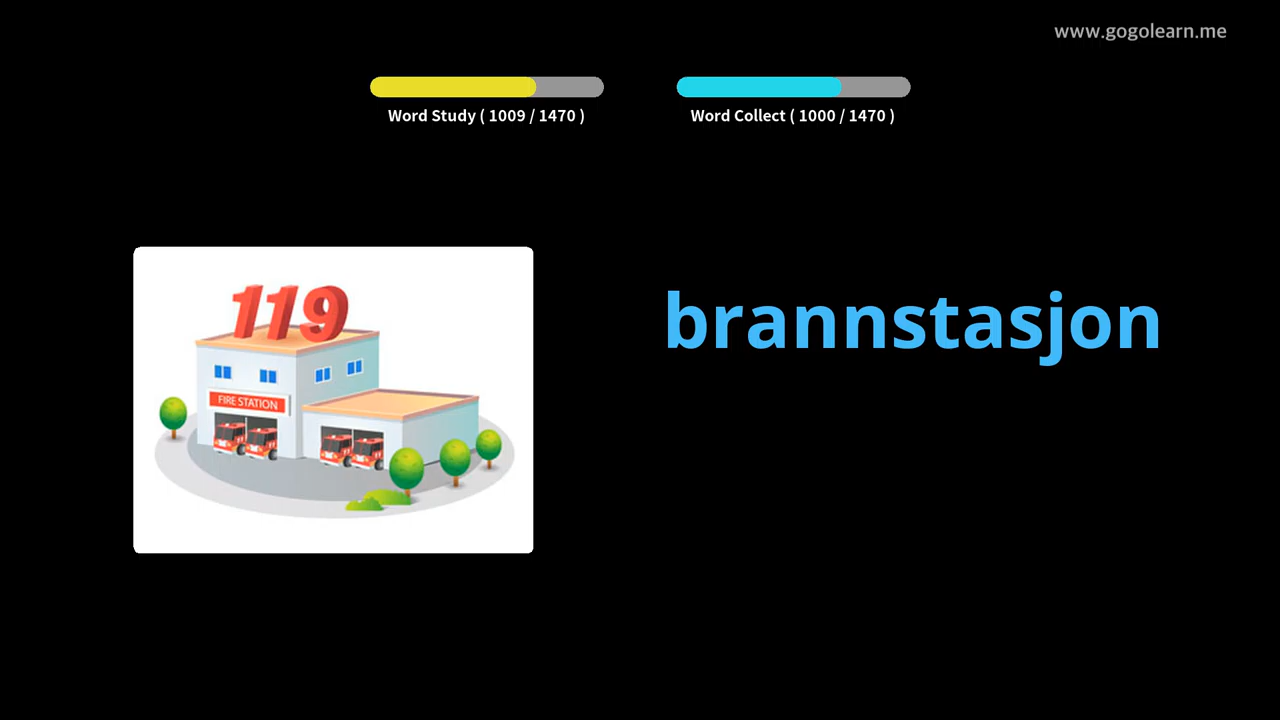 www.gogolearn.me
Word Study ( 1009 / 1470 )
Word Collect ( 1000 / 1470 )
119
FIRE STATION
brannstasjon